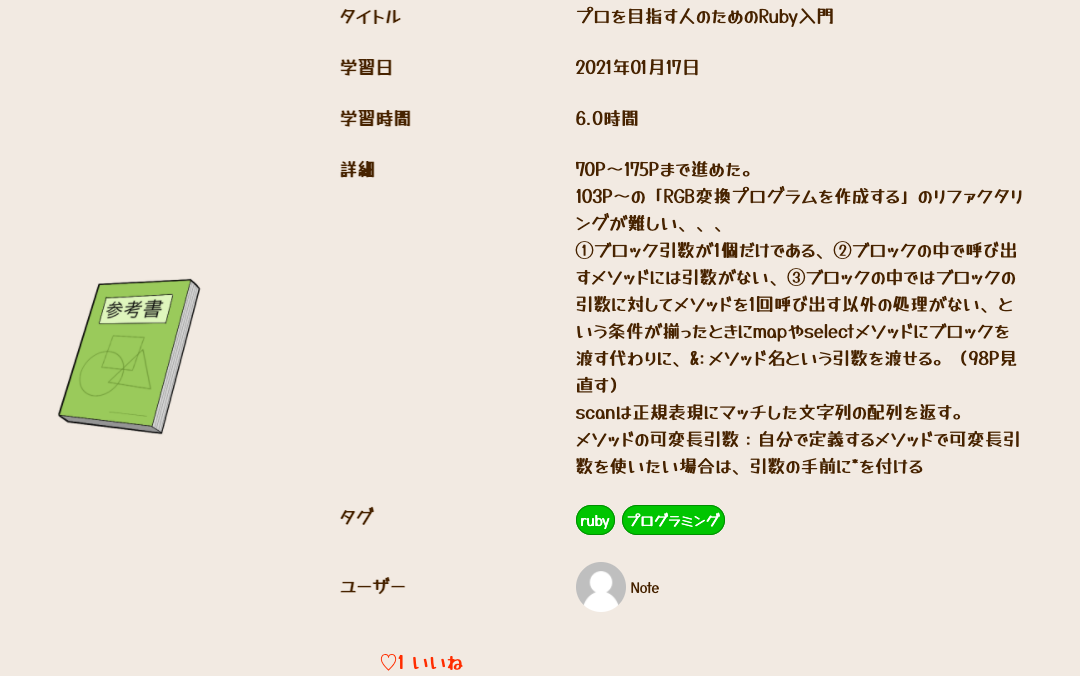 タイトル
プロを目指す人のためのRuby入門
学習日
2021年01月17日
学習時間
6.0時間
詳細
70P～175Pまで進めた。
103P～の「RGB変換プログラムを作成する」のリファクタリ
ングが難しい、、、
①ブロック引数が1個だけである、②ブロックの中で呼び出
すメソッドには引数がない、③ブロックの中ではブロックの
引数に対してメソッドを1回呼び出す以外の処理がない、と
いう条件が揃ったときにmapやselectメソッドにブロックを
渡す代わりに、&:メソッド名という引数を渡せる。（98P見
直す）
scanは正規表現にマッチした文字列の配列を返す。
メソッドの可変長引数：自分で定義するメソッドで可変長引
数を使いたい場合は、引数の手前に*を付ける
参考書
タグ
ruby プログラミング
ユーザー
Note
♡1 いいね